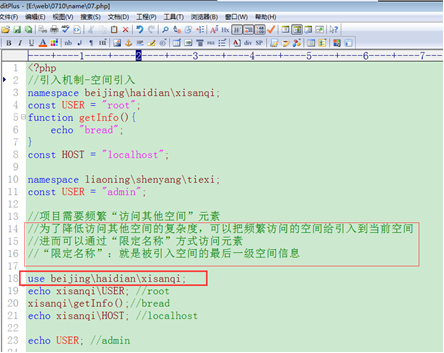 ditPlus - [E:\web\0710\name\07.php]
件(F) 编辑(E) 视图(V) 搜索(S) 文档(D) 工程(P) 工具(T) 浏览器(B) 窗口(W) 帮助(H)
1 <?php
2 //引入机制-空间引入
3 namespace beijing\haidian\xisanqi;
4 const USER = "root";
5 function getInfo(){
6 echo "bread";
7 }
8 const HOST = "localhost";
9
10 namespace liaoning\shenyang\tiexi;
11 const USER = "admin";
12
13 //项目需要频繁“访问其他空间”元素
14 //为了降低访问其他空间的复杂度，可以把频繁访问的空间给引入到当前空间
15 //进而可以通过“限定名称”方式访问元素
16 //“限定名称”：就是被引入空间的最后一级空间信息
17
18 use beijing\haidian\xisanqi;
19 echo xisanqi\USER; //root
20 xisanqi\getInfo();//bread
21 echo xisanqi\HOST; //localhost
22
23 echo USER; //admin